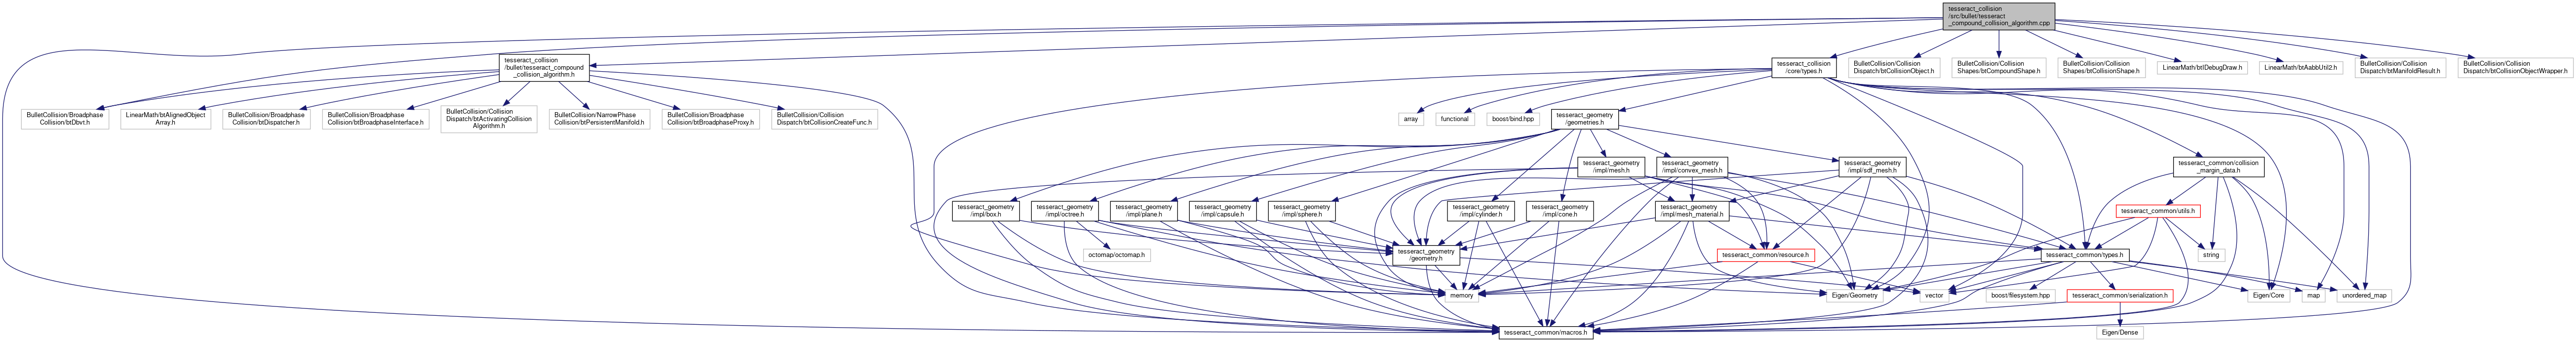 tesseract_collision
/src/bullet/tesseract
_compound_collision_algorithm.cpp
tesseract_collision
/bullet/tesseract_compound
_collision_algorithm.h
tesseract_collision
/core/types.h
BulletCollision/Collision
Dispatch/btCollisionObject.h
BulletCollision/Collision
Shapes/btCompoundShape.h
BulletCollision/Collision
Shapes/btCollisionShape.h
LinearMath/btIDebugDraw.h
LinearMath/btAabbUtil2.h
BulletCollision/Collision
Dispatch/btManifoldResult.h
BulletCollision/Collision
Dispatch/btCollisionObjectWrapper.h
BulletCollision/Broadphase
Collision/btDbvt.h
LinearMath/btAlignedObject
Array.h
BulletCollision/Broadphase
Collision/btDispatcher.h
BulletCollision/Broadphase
Collision/btBroadphaseInterface.h
BulletCollision/Collision
Dispatch/btActivatingCollision
Algorithm.h
BulletCollision/NarrowPhase
Collision/btPersistentManifold.h
BulletCollision/Broadphase
Collision/btBroadphaseProxy.h
BulletCollision/Collision
Dispatch/btCollisionCreateFunc.h
array
functional
boost/bind.hpp
tesseract_geometry
/geometries.h
tesseract_geometry
/impl/mesh.h
tesseract_geometry
/impl/convex_mesh.h
tesseract_geometry
/impl/sdf_mesh.h
tesseract_common/collision
_margin_data.h
tesseract_geometry
/impl/box.h
tesseract_geometry
/impl/octree.h
tesseract_geometry
/impl/plane.h
tesseract_geometry
/impl/capsule.h
tesseract_geometry
/impl/sphere.h
tesseract_geometry
/impl/cylinder.h
tesseract_geometry
/impl/cone.h
tesseract_geometry
/impl/mesh_material.h
tesseract_common/utils.h
octomap/octomap.h
tesseract_geometry
/geometry.h
tesseract_common/resource.h
tesseract_common/types.h
string
memory
Eigen/Geometry
vector
boost/filesystem.hpp
tesseract_common/serialization.h
Eigen/Core
map
unordered_map
tesseract_common/macros.h
Eigen/Dense